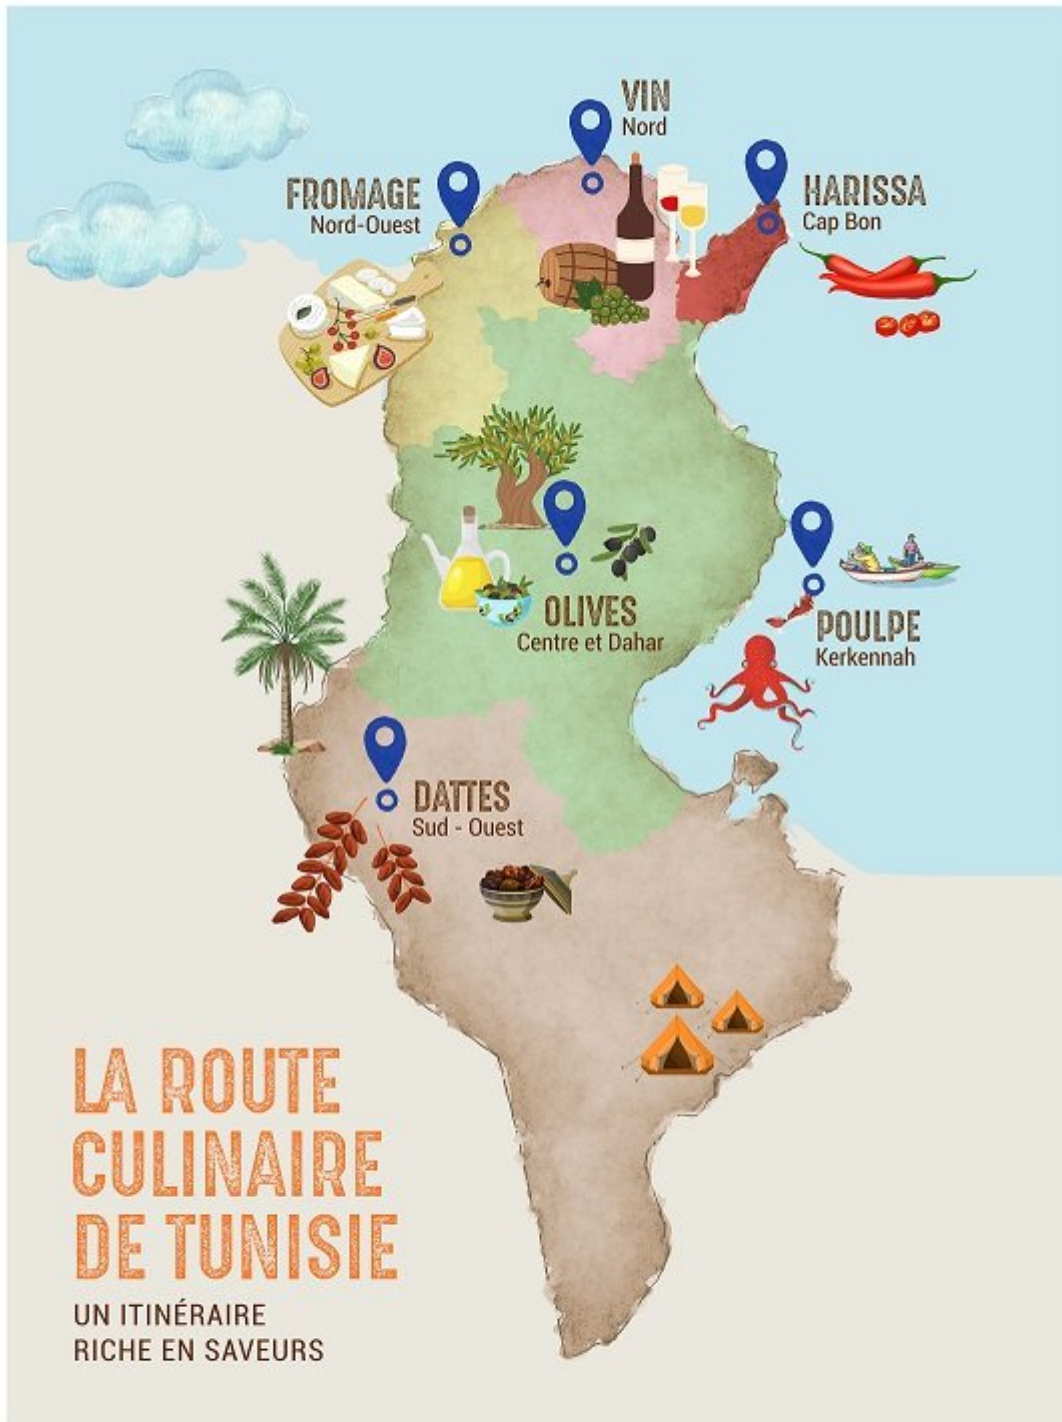 VIN
Nord
FROMAGE
Nord-Ouest
HARISSA
Cap Bon
OLIVES
Centre et Dahar
POULPE
Kerkennah
DATTES
Sud - Ouest
LA ROUTE
CULINAIRE
DE TUNISIE
UN ITINÉRAIRE
RICHE EN SAVEURS